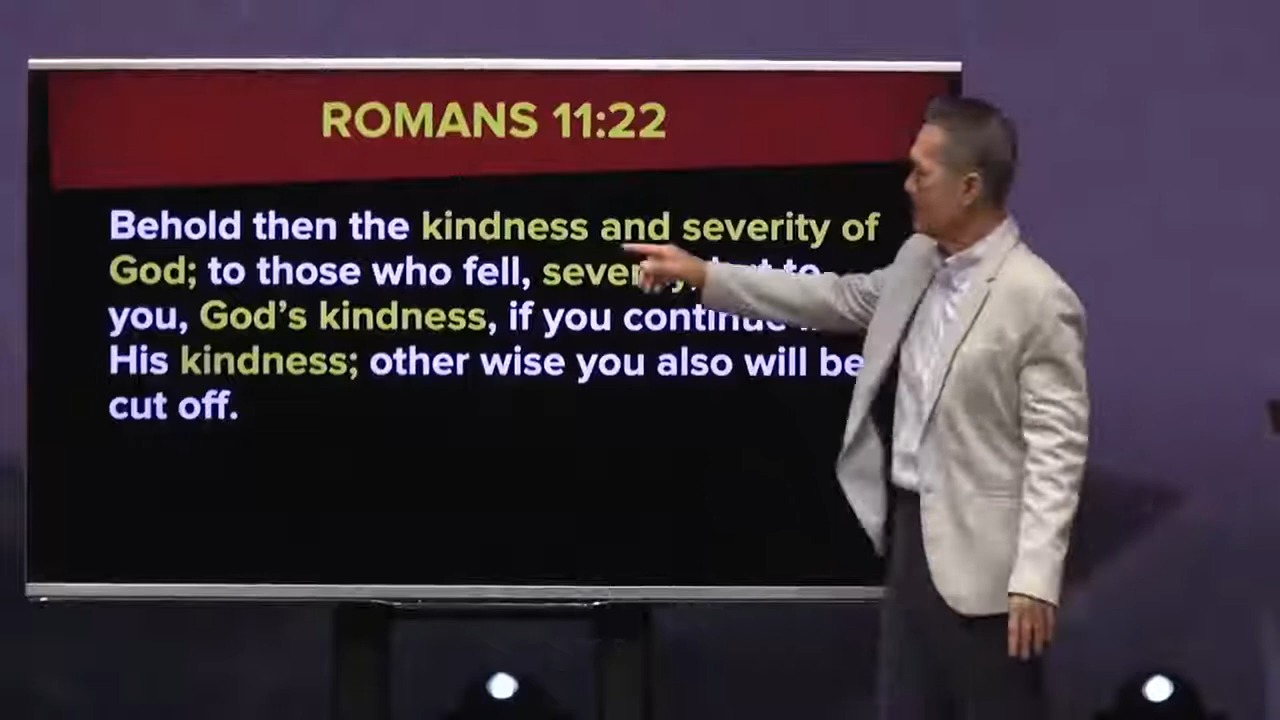 ROMANS 11:22
Behold then the kindness and severity of
God; to those who fell, to
you, God's kindness, if you continue
His kindness; other wise you also will be
cut off.